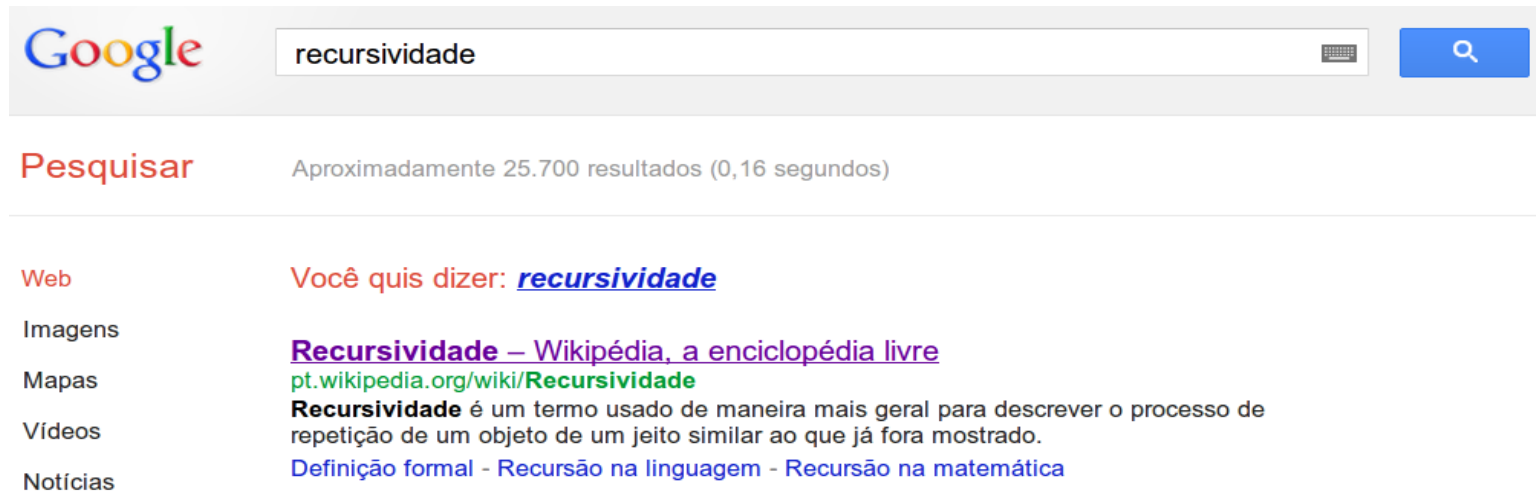 Google
recursividade
Pesquisar
Aproximadamente 25.700 resultados (0,16 segundos)
Web
Imagens
Mapas
Vídeos
Notícias
Você quis dizer: recursividade
Recursividade – Wikipédia, a enciclopédia livre
pt.wikipedia.org/wiki/Recursividade
Recursividade é um termo usado de maneira mais geral para descrever o processo de
repetição de um objeto de um jeito similar ao que já fora mostrado.
Definição formal - Recursão na linguagem - Recursão na matemática